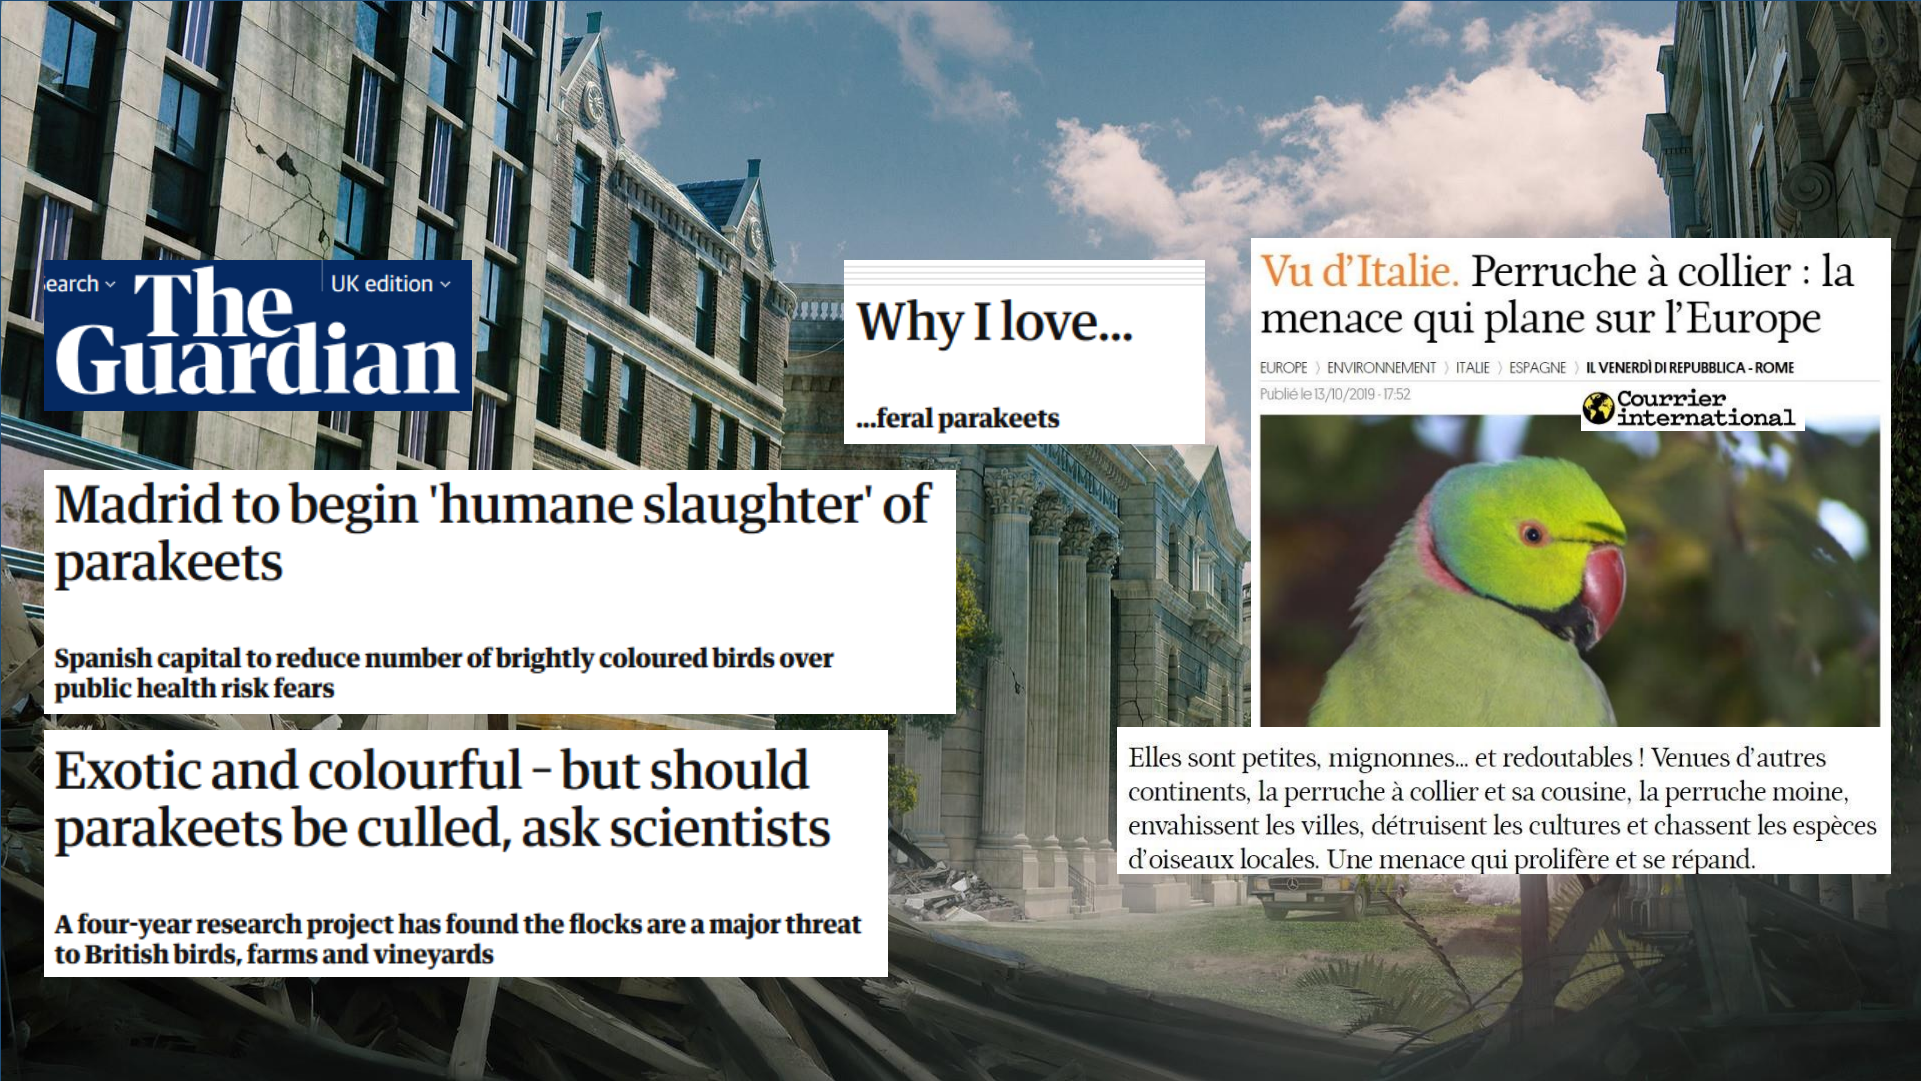 earch
UK edition
The
Guardian
Madrid to begin 'humane slaughter' of
parakeets
Spanish capital to reduce number of brightly coloured birds over
public health risk fears
Exotic and colourful – but should
parakeets be culled, ask scientists
A four-year research project has found the flocks are a major threat
to British birds, farms and vineyards
Why I love...
...feral parakeets
Vu d'Italie. Perruche à collier : la
menace qui plane sur l'Europe
EUROPE 〉 ENVIRONNEMENT 〉 ITALIE 〉 ESPAGNE 〉 IL VENERDÌ DI REPUBBLICA - ROME
Publié le 13/10/2019 - 17:52
Courrier
international
Elles sont petites, mignonnes… et redoutables ! Venues d'autres
continents, la perruche à collier et sa cousine, la perruche moine,
envahissent les villes, détruisent les cultures et chassent les espèces
d'oiseaux locales. Une menace qui prolifère et se répand.